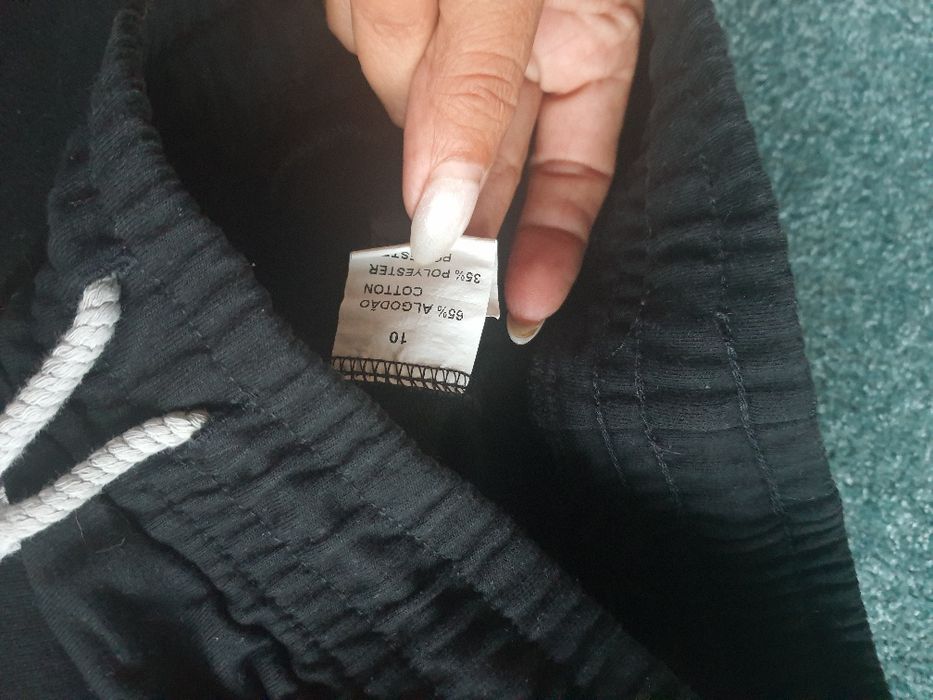 10
65% ALGODÃO
COTTON
35% POLYESTER